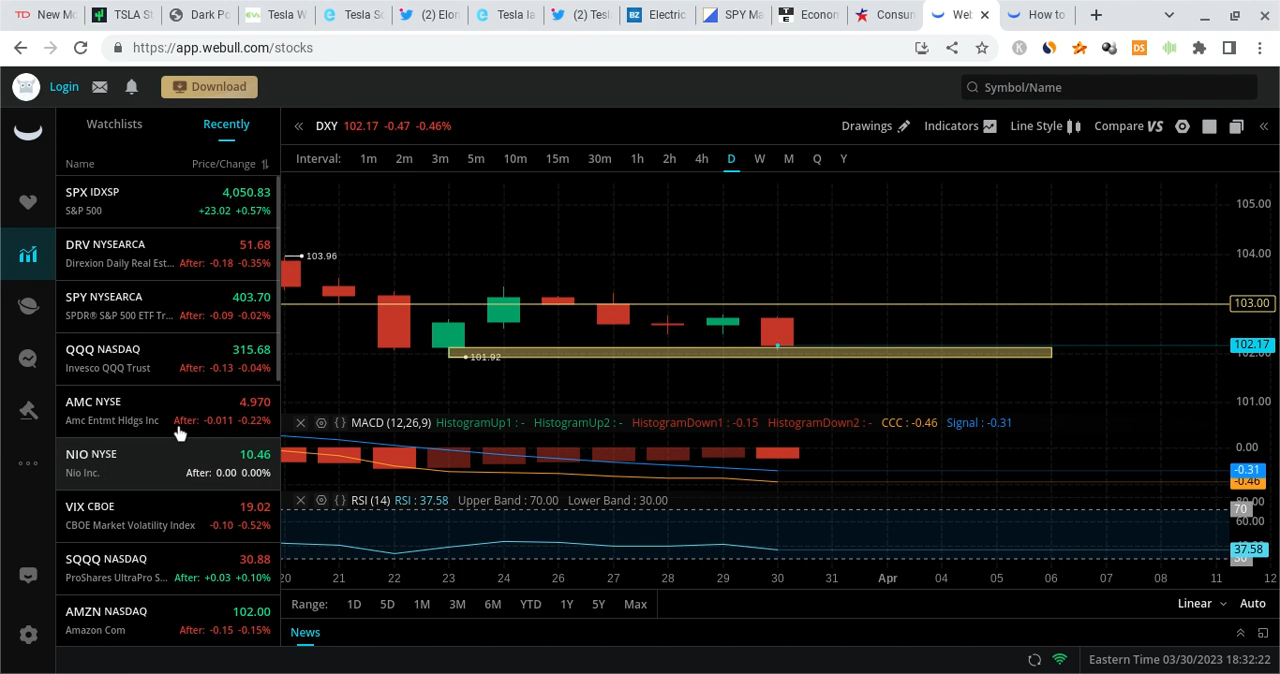 New Mo
TSLA St
Dark Po
Tesla W
Tesla Sc
(2) Elon
Tesla la
(2) Tesl
Electric
SPY Ma
Econom
Consun
Web
How to
https://app.webull.com/stocks
Login
Download
Symbol/Name
Watchlists
Recently
Name
Price/Change
SPX IDXSP
4,050.83
S&P 500
+23.02 +0.57%
DRV NYSEARCA
51.68
Direxion Daily Real Est...
After: -0.18 -0.35%
SPY NYSEARCA
403.70
SPDR® S&P 500 ETF Tr...
After: -0.09 -0.02%
QQQ NASDAQ
315.68
Invesco QQQ Trust
After: -0.13 -0.04%
AMC NYSE
4.970
Amc Entmt Hldgs Inc
After: -0.011 -0.22%
NIO NYSE
10.46
Nio Inc.
After: 0.00 0.00%
VIX CBOE
19.02
CBOE Market Volatility Index
-0.10 -0.52%
SQQQ NASDAQ
30.88
ProShares UltraPro S...
After: +0.03 +0.10%
AMZN NASDAQ
102.00
Amazon Com
After: -0.15 -0.15%
DXY 102.17 -0.47 -0.46%
Drawings
Indicators
Line Style
Compare VS
Interval: 1m 2m 3m 5m 10m 15m 30m 1h 2h 4h D W M Q Y
105.00
104.00
103.96
103.00
102.17
102.00
101.92
101.00
MACD (12,26,9) HistogramUp1 : - HistogramUp2 : - HistogramDown1 : -0.15 HistogramDown2 : - CCC : -0.46 Signal : -0.31
0.00
-0.31
-0.46
RSI (14) RSI : 37.58 Upper Band : 70.00 Lower Band : 30.00
80.00
70
60.00
37.58
30
20 21 22 23 24 26 27 28 29 30 31 Apr 04 05 06 07 08 11 12
Range: 1D 5D 1M 3M 6M YTD 1Y 5Y Max
Linear
Auto
News
Eastern Time 03/30/2023 18:32:22